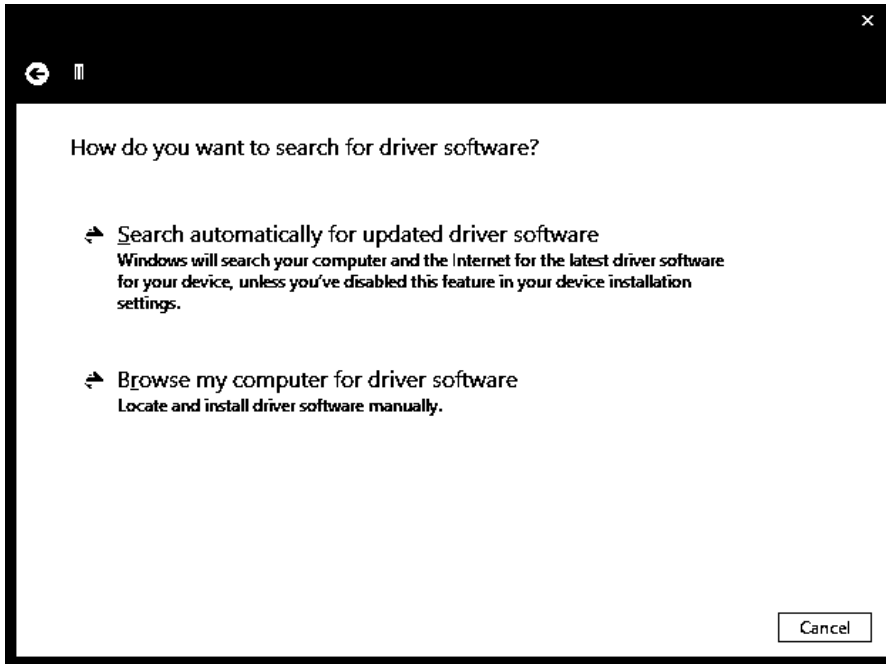 How do you want to search for driver software?
Search automatically for updated driver software
Windows will search your computer and the Internet for the latest driver software
for your device, unless you've disabled this feature in your device installation
settings.
Browse my computer for driver software
Locate and install driver software manually.
Cancel